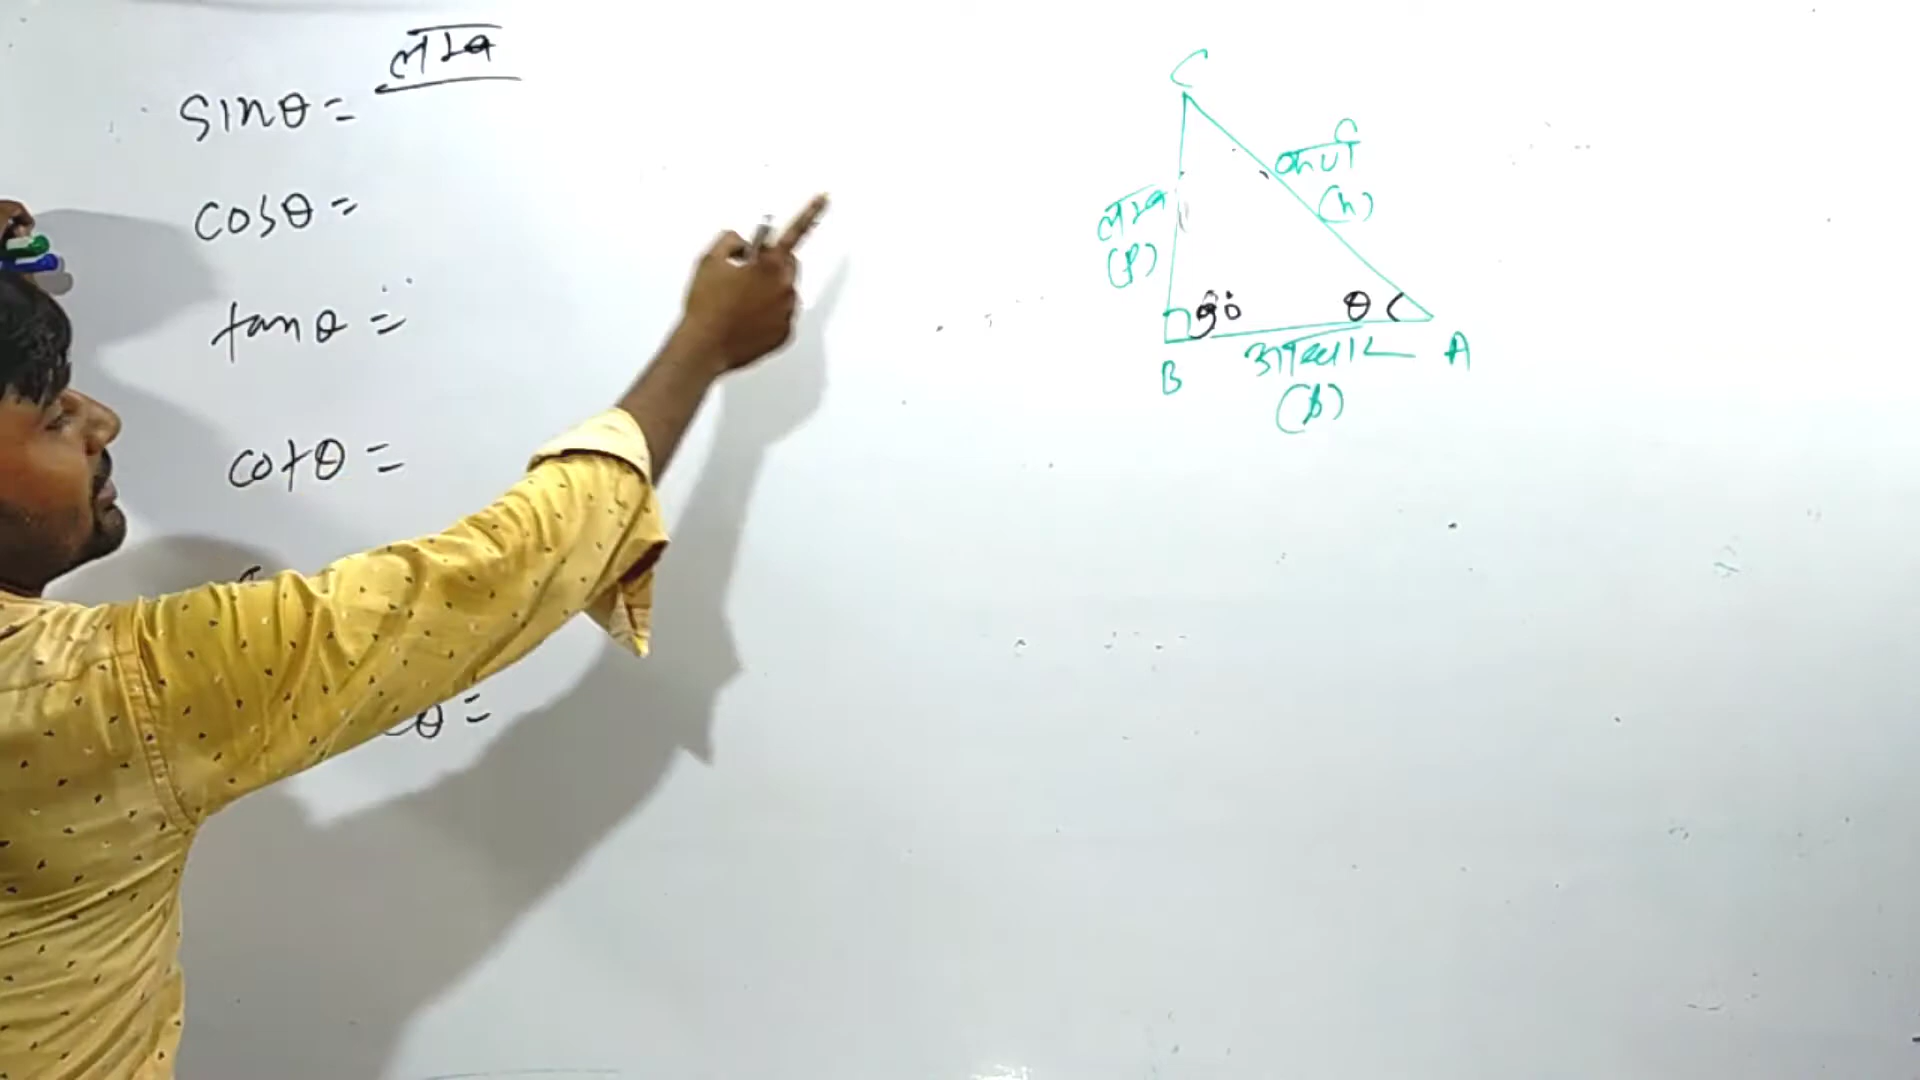 लम्ब
sinθ =
cosθ =
tanθ =
cotθ =
θ =
C
कर्ण
(h)
लम्ब
(p)
90°
θ
B
आधार
A
(b)